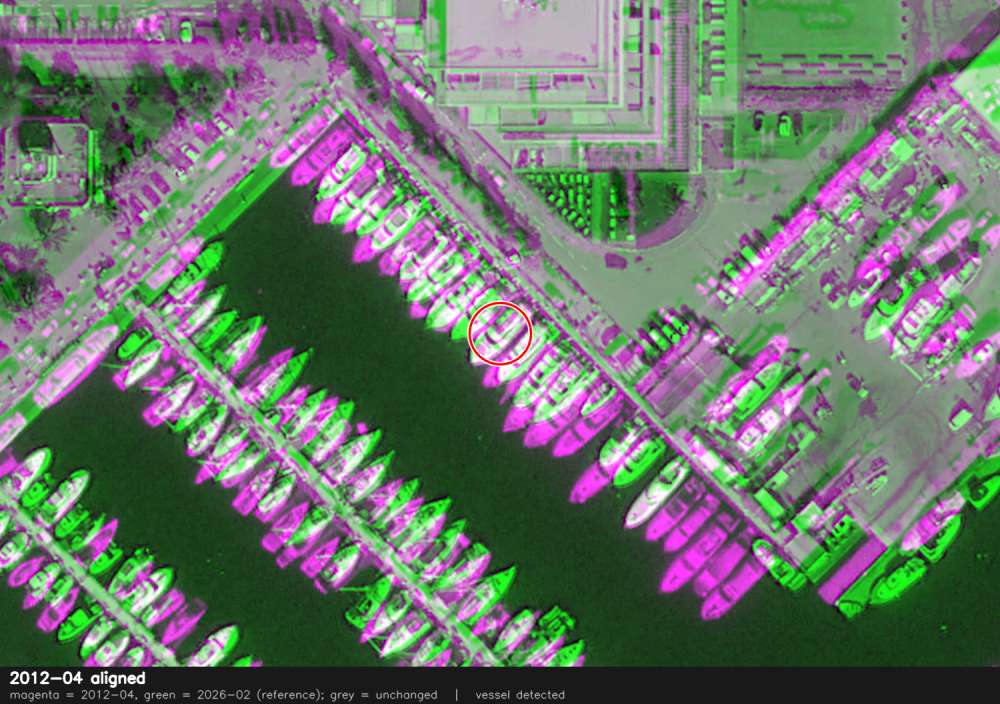 2012-04 aligned
magenta = 2012-04, green = 2026-02 (reference); grey = unchanged | vessel detected